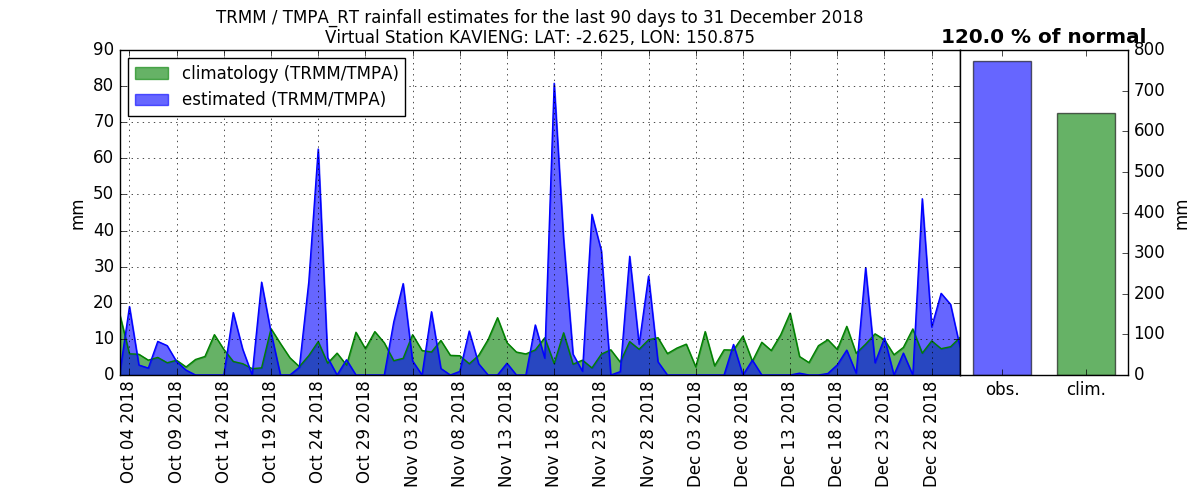 TRMM / TMPA_RT rainfall estimates for the last 90 days to 31 December 2018
Virtual Station KAVIENG: LAT: -2.625, LON: 150.875
120.0 % of normal
climatology (TRMM/TMPA)
estimated (TRMM/TMPA)
90
80
70
60
50
40
30
20
10
0
mm
Oct 04 2018
Oct 09 2018
Oct 14 2018
Oct 19 2018
Oct 24 2018
Oct 29 2018
Nov 03 2018
Nov 08 2018
Nov 13 2018
Nov 18 2018
Nov 23 2018
Nov 28 2018
Dec 03 2018
Dec 08 2018
Dec 13 2018
Dec 18 2018
Dec 23 2018
Dec 28 2018
obs.
clim.
800
700
600
500
400
300
200
100
0
mm